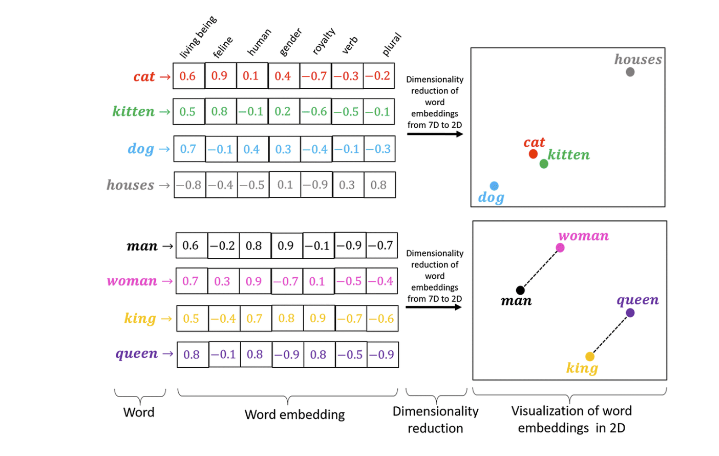 living being feline human gender royalty verb plural
cat → 0.6 0.9 0.1 0.4 −0.7 −0.3 −0.2
kitten → 0.5 0.8 −0.1 0.2 −0.6 −0.5 −0.1
dog → 0.7 −0.1 0.4 0.3 −0.4 −0.1 −0.3
houses → −0.8 −0.4 −0.5 0.1 −0.9 0.3 0.8
Dimensionality
reduction of
word
embeddings
from 7D to 2D
houses
cat
kitten
dog
man → 0.6 −0.2 0.8 0.9 −0.1 −0.9 −0.7
woman → 0.7 0.3 0.9 −0.7 0.1 −0.5 −0.4
king → 0.5 −0.4 0.7 0.8 0.9 −0.7 −0.6
queen → 0.8 −0.1 0.8 −0.9 0.8 −0.5 −0.9
Dimensionality
reduction of
word
embeddings
from 7D to 2D
woman
man
queen
king
Word
Word embedding
Dimensionality
reduction
Visualization of word
embeddings in 2D